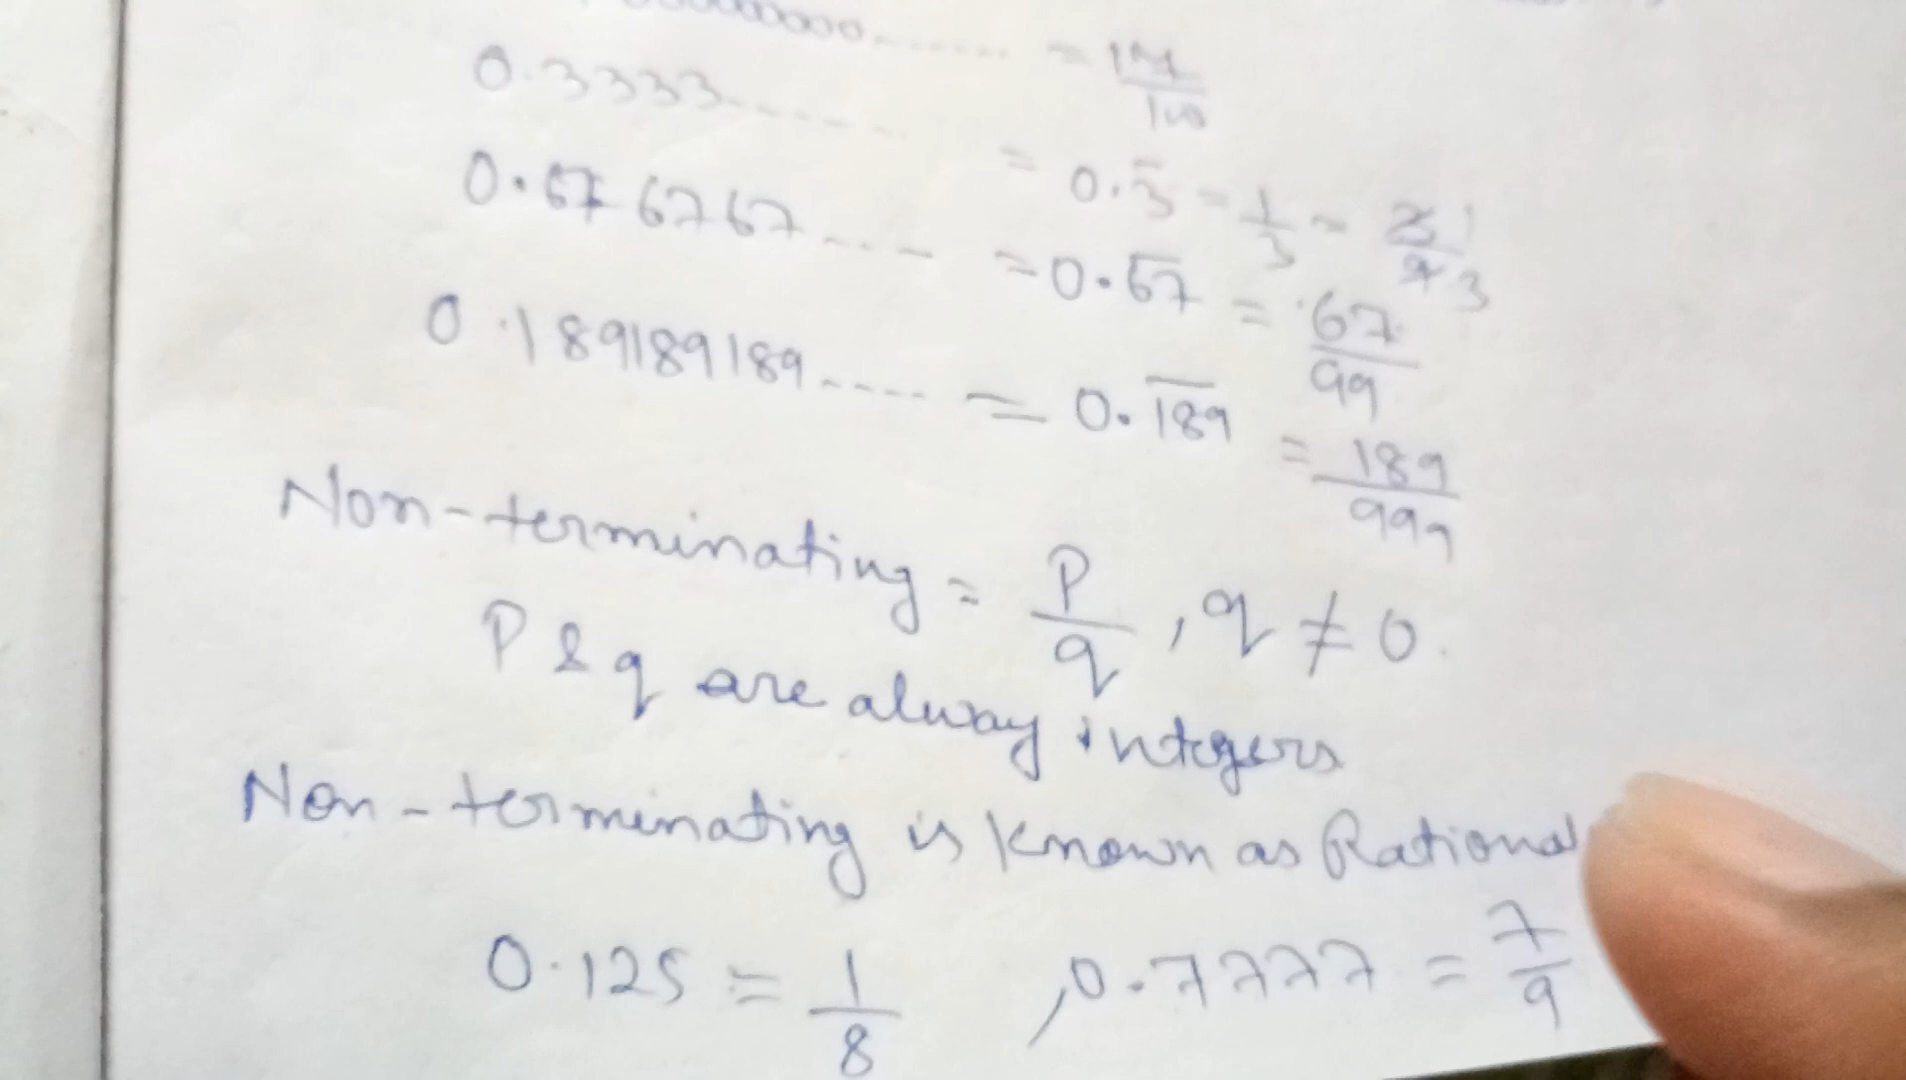 0.3333.......
= 0.3̅ = 1/3 = 3/9 1 3
0.676767.... = 0.6̅7̅ = 67/99
0.189189189.... = 0.1̅8̅9̅ = 189/999
Non-terminating = P/q , q ≠ 0.
P & q are alway integers
Non-terminating is known as Rational
0.125 = 1/8 , 0.7777 = 7/9